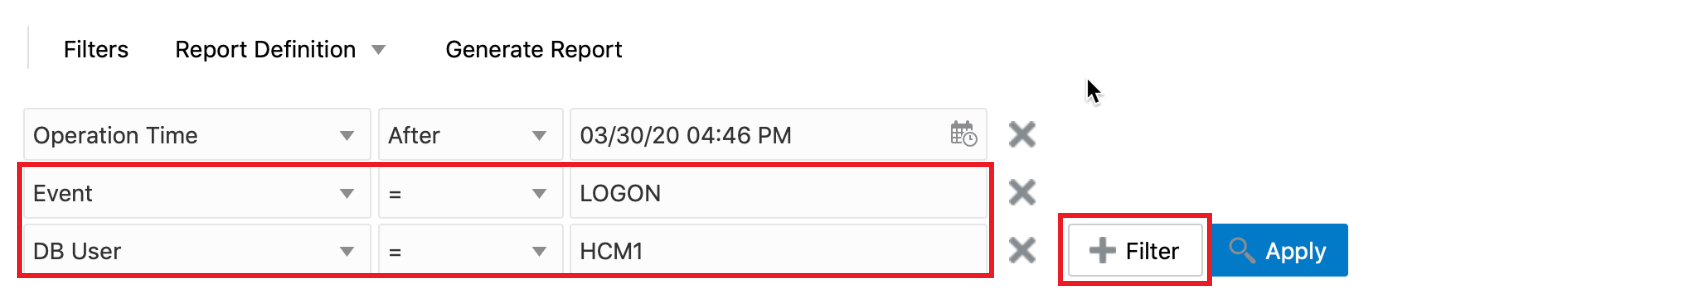 Filters Report Definition Generate Report
Operation Time After 03/30/20 04:46 PM
Event = LOGON
DB User = HCM1 Filter Apply